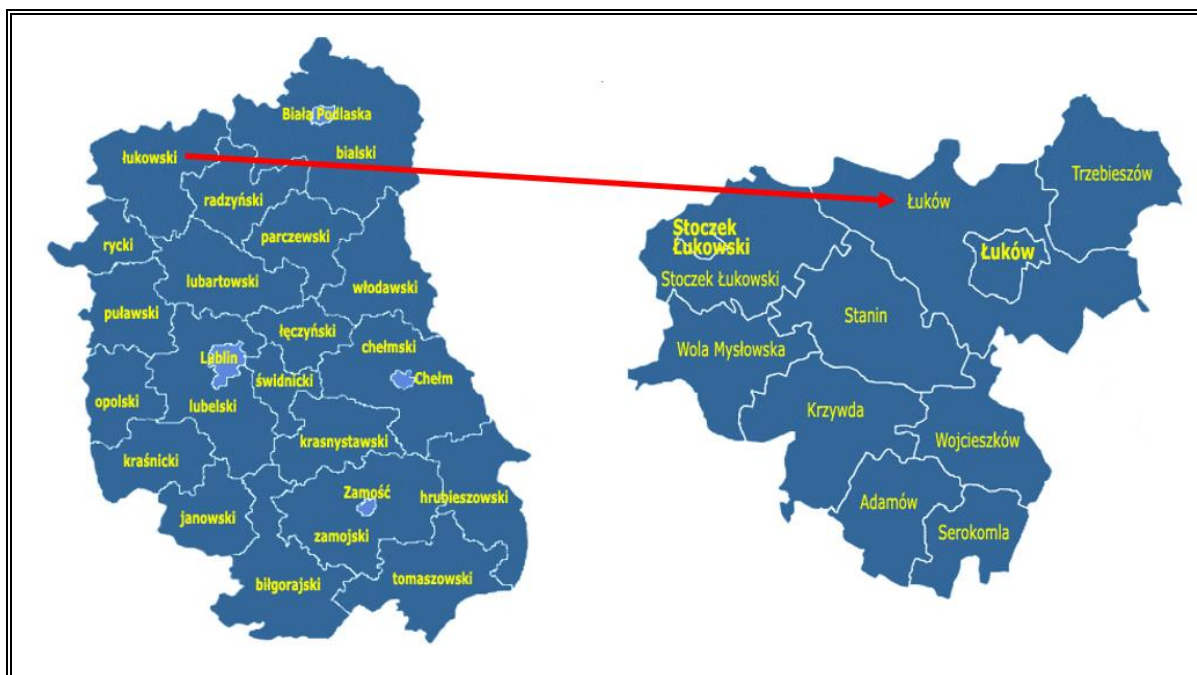 Białą Podlaska
łukowski
bialski
radzyński
parczewski
rycki
lubartowski
włodawski
puławski
łęczyński
chełmski
Lublin
świdnicki
Chełm
opolski
lubelski
krasnystawski
kraśnicki
Zamość
hrubieszowski
janowski
zamojski
biłgorajski
tomaszowski
Trzebieszów
Łuków
Stoczek
Łukowski
Łuków
Stoczek Łukowski
Stanin
Wola Mysłowska
Krzywda
Wojcieszków
Adamów
Serokomla